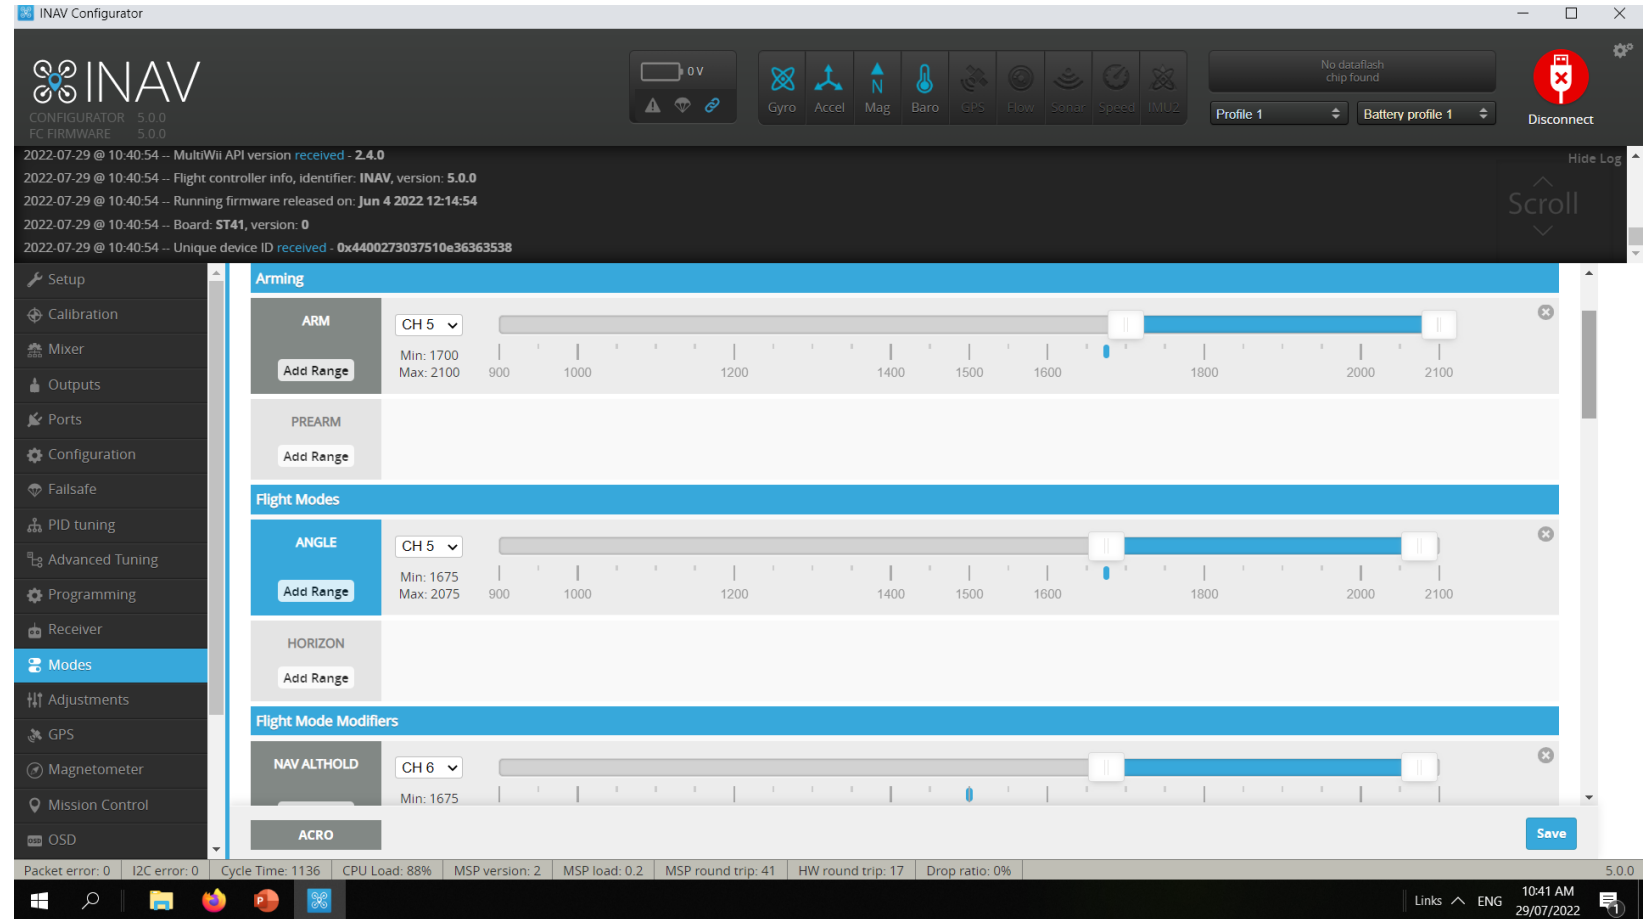 INAV Configurator
INAV
CONFIGURATOR 5.0.0
FC FIRMWARE 5.0.0
0 V
Gyro Accel Mag Baro GPS Flow Sonar Speed IMU2
No dataflash
chip found
Profile 1 Battery profile 1
Disconnect
2022-07-29 @ 10:40:54 -- MultiWii API version received - 2.4.0
2022-07-29 @ 10:40:54 -- Flight controller info, identifier: INAV, version: 5.0.0
2022-07-29 @ 10:40:54 -- Running firmware released on: Jun 4 2022 12:14:54
2022-07-29 @ 10:40:54 -- Board: ST41, version: 0
2022-07-29 @ 10:40:54 -- Unique device ID received - 0x4400273037510e36363538
Hide Log
Scroll
Setup
Calibration
Mixer
Outputs
Ports
Configuration
Failsafe
PID tuning
Advanced Tuning
Programming
Receiver
Modes
Adjustments
GPS
Magnetometer
Mission Control
OSD
Arming
ARM
Add Range
CH 5
Min: 1700
Max: 2100
900 1000 1200 1400 1500 1600 1800 2000 2100
PREARM
Add Range
Flight Modes
ANGLE
Add Range
CH 5
Min: 1675
Max: 2075
900 1000 1200 1400 1500 1600 1800 2000 2100
HORIZON
Add Range
Flight Mode Modifiers
NAV ALTHOLD
CH 6
Min: 1675
ACRO
Save
Packet error: 0 I2C error: 0 Cycle Time: 1136 CPU Load: 88% MSP version: 2 MSP load: 0.2 MSP round trip: 41 HW round trip: 17 Drop ratio: 0% 5.0.0
Links ENG
10:41 AM
29/07/2022
1